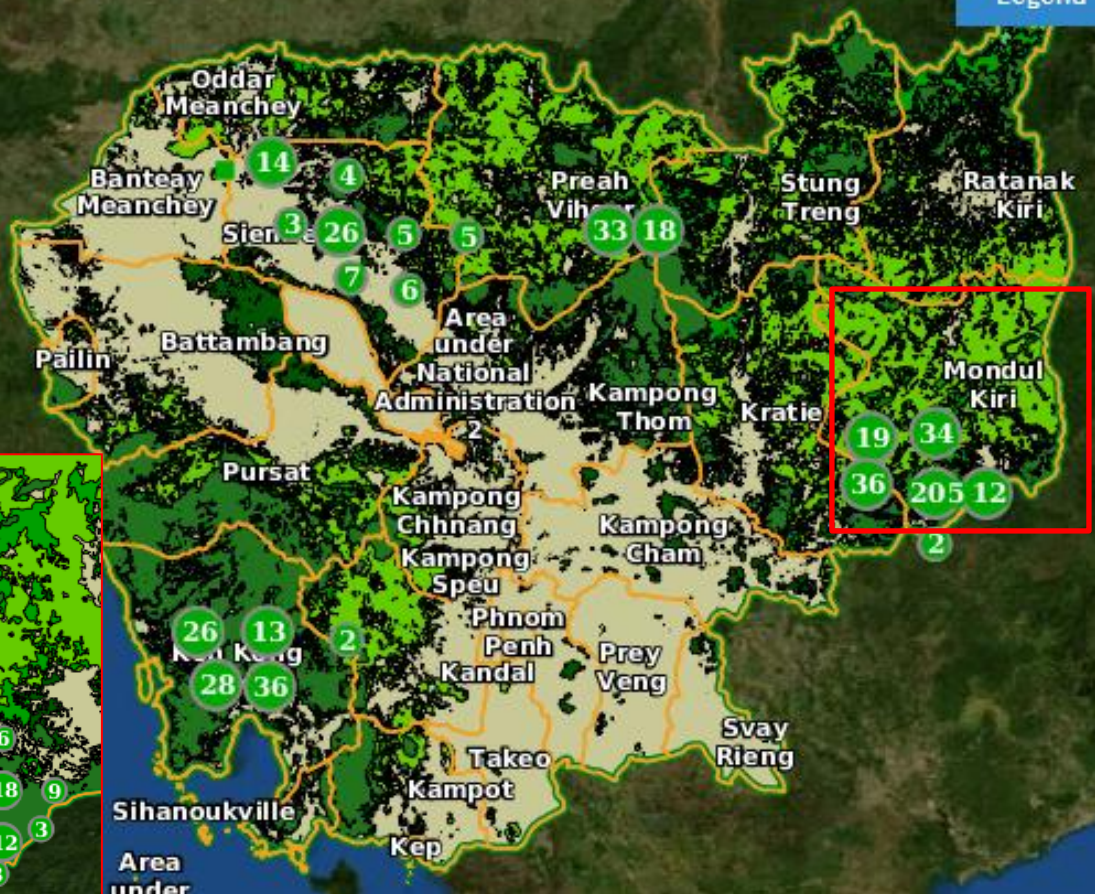 Legend
Oddar
Meanchey
14
Banteay
Meanchey
4
Preah
Vihear
Stung
Treng
Ratanak
Kiri
3
26
5
5
33
18
7
6
Area
under
National
Administration
2
Pailin
Battambang
Kampong
Thom
Kratie
Mondul
Kiri
19
34
36
205
12
2
Pursat
Kampong
Chhnang
Kampong
Cham
Kampong
Speu
Phnom
Penh
Kandal
Prey
Veng
26
13
2
Koh Kong
28
36
Svay
Rieng
Takeo
Kampot
Sihanoukville
Kep
Area
under
6
18
9
12
3